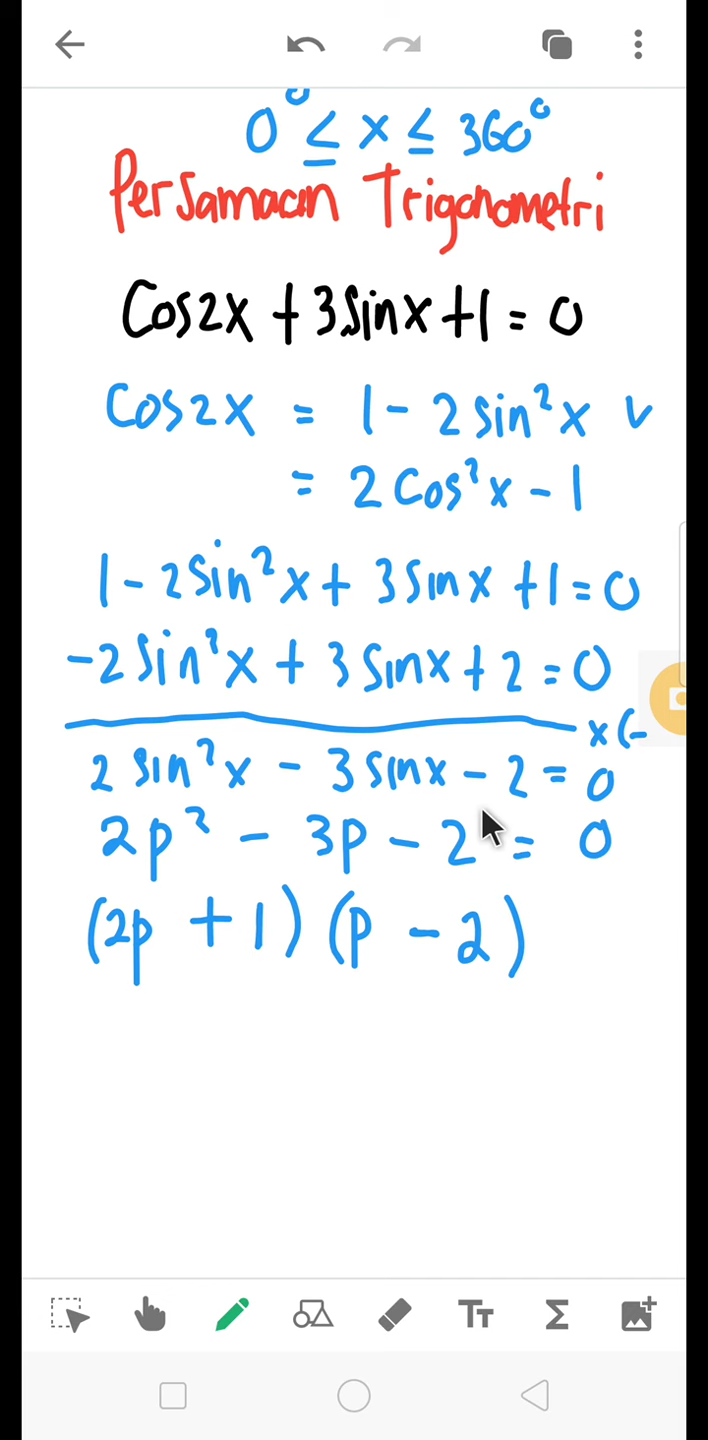 0° ≤ x ≤ 360°
Persamaan Trigonometri
Cos2x + 3sinx + 1 = 0
Cos2x = 1 - 2 sin²x v
= 2 Cos²x - 1
1 - 2sin²x + 3sinx + 1 = 0
-2sin²x + 3sinx + 2 = 0
x (-
2 sin²x - 3sinx - 2 = 0
2p² - 3p - 2 = 0
(2p + 1) (p - 2)
Tт Σ